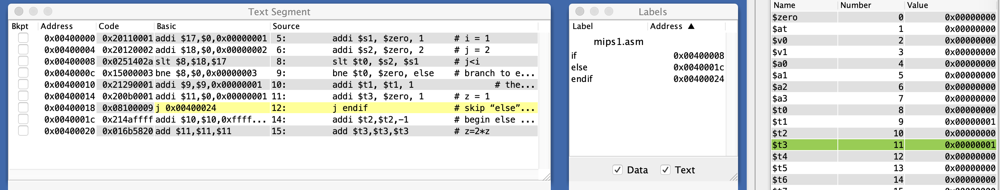 Text Segment
Bkpt Address Code Basic Source
0x00400000 0x20110001 addi $17,$0,0x00000001 5: addi $s1, $zero, 1 # i = 1
0x00400004 0x20120002 addi $18,$0,0x00000002 6: addi $s2, $zero, 2 # j = 2
0x00400008 0x0251402a slt $8,$18,$17 8: slt $t0, $s2, $s1 # j<i
0x0040000c 0x15000003 bne $8,$0,0x00000003 9: bne $t0, $zero, else # branch to e...
0x00400010 0x21290001 addi $9,$9,0x00000001 10: addi $t1, $t1, 1 # the...
0x00400014 0x200b0001 addi $11,$0,0x00000001 11: addi $t3, $zero, 1 # z = 1
0x00400018 0x08100009 j 0x00400024 12: j endif # skip “else”...
0x0040001c 0x214affff addi $10,$10,0xffff... 14: addi $t2,$t2,-1 # begin else ...
0x00400020 0x016b5820 add $11,$11,$11 15: add $t3,$t3,$t3 # z=2*z
Labels
Label Address ▲
mips1.asm
if 0x00400008
else 0x0040001c
endif 0x00400024
Data Text
Name Number Value
$zero 0 0x00000000
$at 1 0x00000000
$v0 2 0x00000000
$v1 3 0x00000000
$a0 4 0x00000000
$a1 5 0x00000000
$a2 6 0x00000000
$a3 7 0x00000000
$t0 8 0x00000000
$t1 9 0x00000001
$t2 10 0x00000000
$t3 11 0x00000001
$t4 12 0x00000000
$t5 13 0x00000000
$t6 14 0x00000000